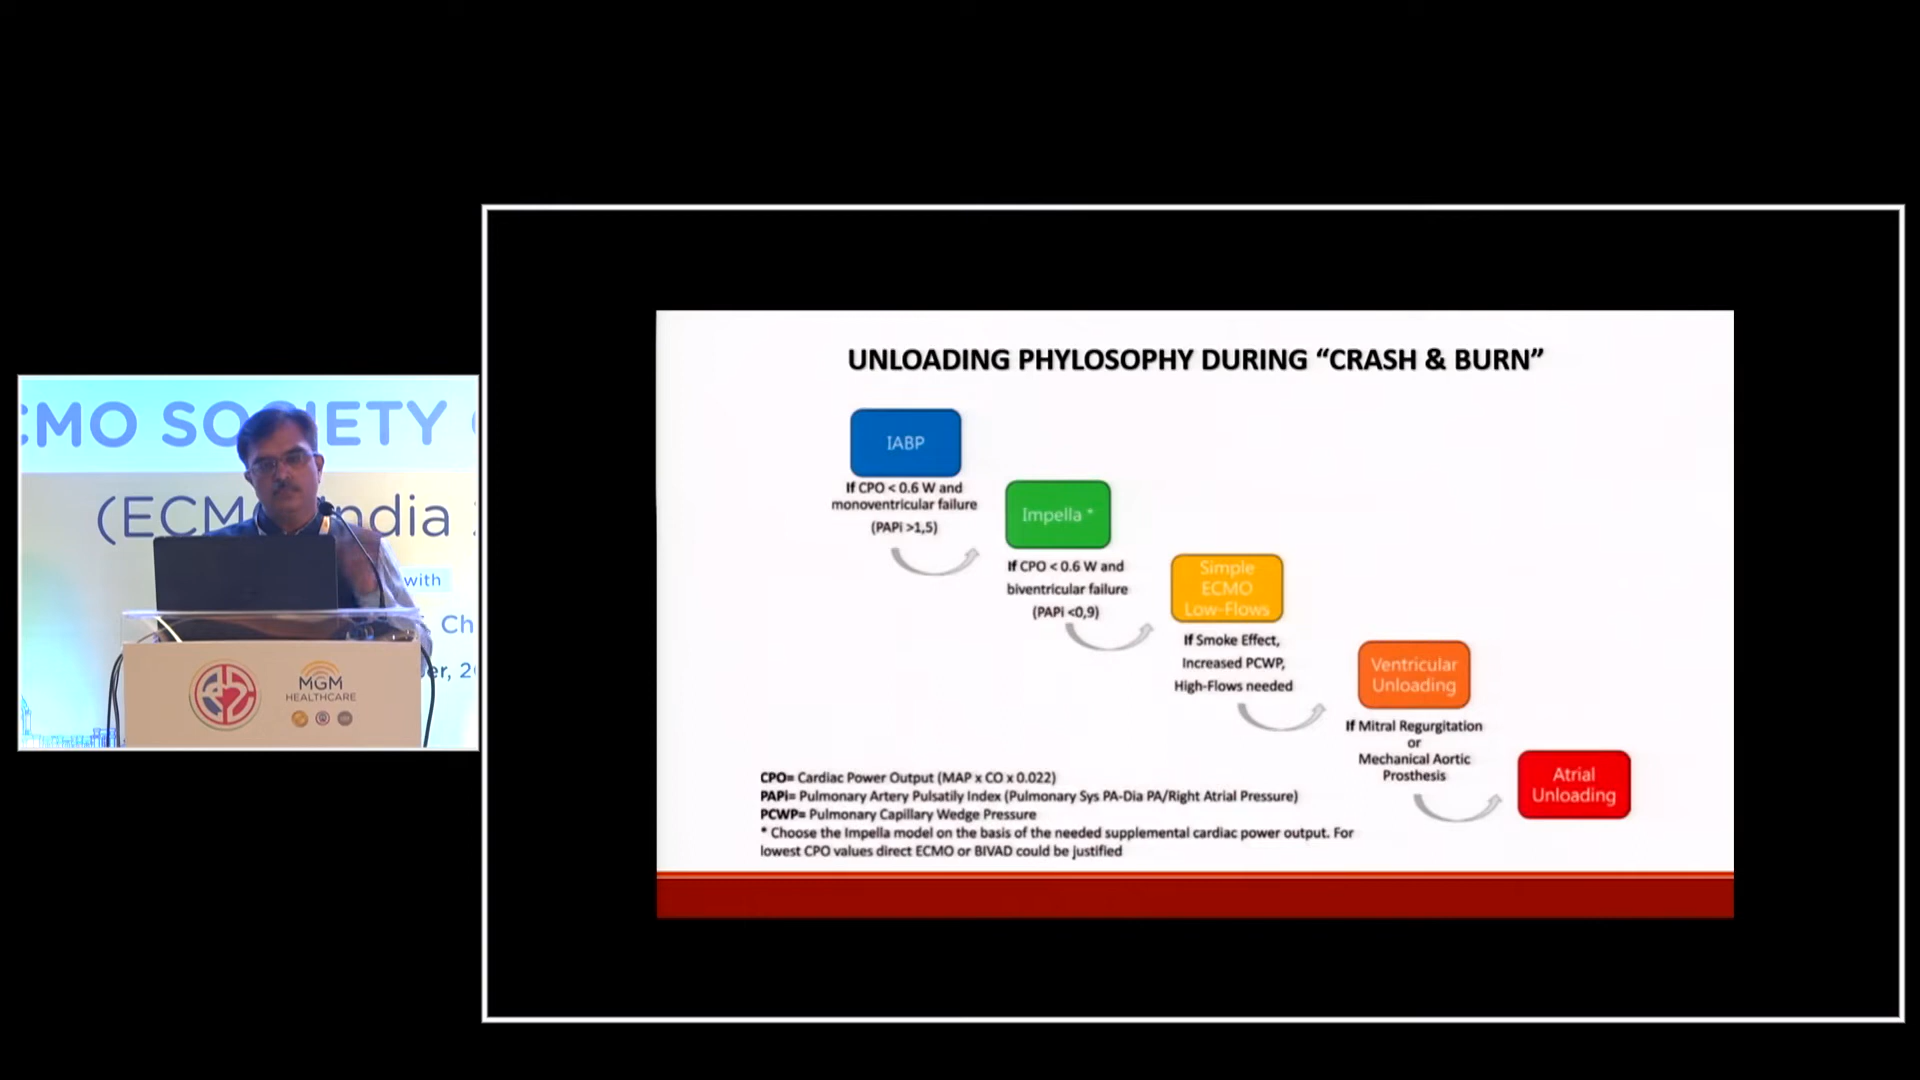 CMO SOCIETY
(ECMO India
with
Ch
er, 2
MGM
HEALTHCARE
UNLOADING PHYLOSOPHY DURING “CRASH & BURN”
IABP
If CPO < 0.6 W and
monoventricular failure
(PAPi >1,5)
Impella *
If CPO < 0.6 W and
biventricular failure
(PAPi <0,9)
Simple
ECMO
Low-Flows
If Smoke Effect,
Increased PCWP,
High-Flows needed
Ventricular
Unloading
If Mitral Regurgitation
or
Mechanical Aortic
Prosthesis
Atrial
Unloading
CPO= Cardiac Power Output (MAP x CO x 0.022)
PAPi= Pulmonary Artery Pulsatily Index (Pulmonary Sys PA-Dia PA/Right Atrial Pressure)
PCWP= Pulmonary Capillary Wedge Pressure
* Choose the Impella model on the basis of the needed supplemental cardiac power output. For
lowest CPO values direct ECMO or BIVAD could be justified